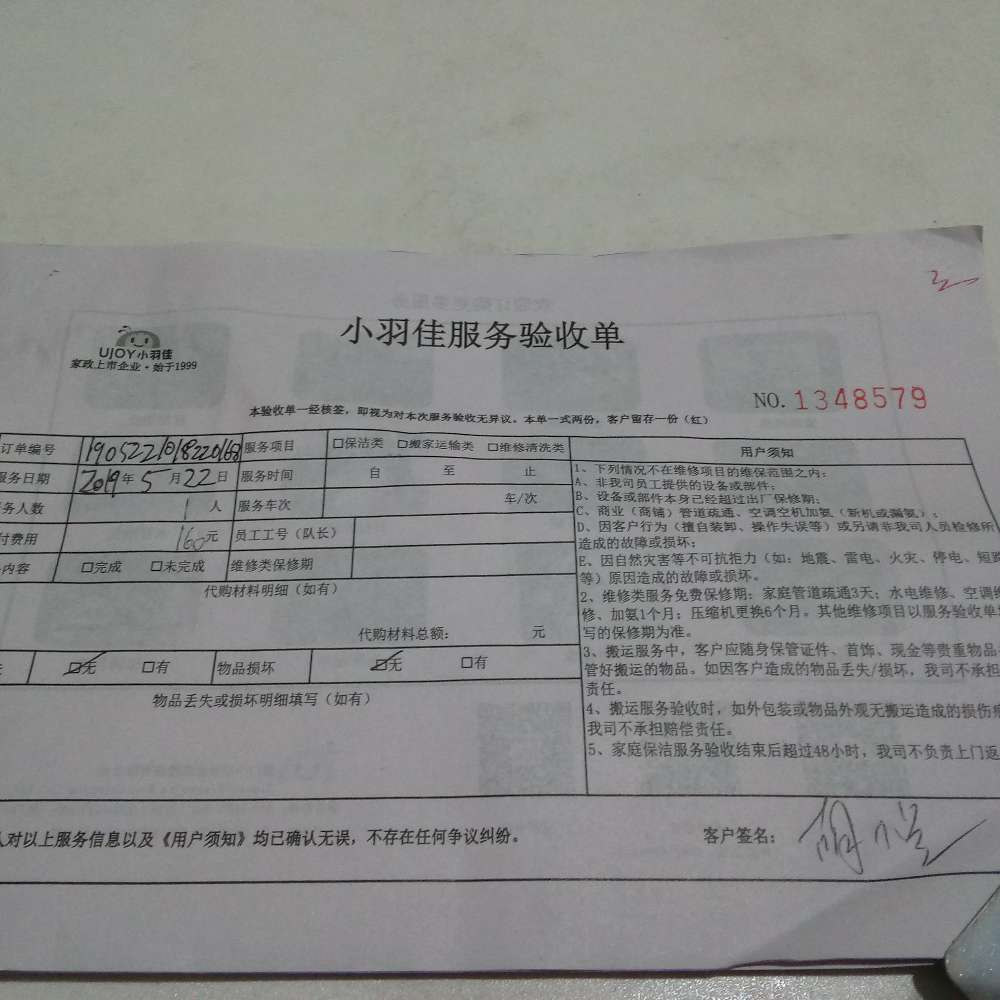 小羽佳服务验收单
UJOY小羽佳
家政上市企业·始于1999
NO.1348579
本验收单一经核签,即视为对本次服务验收无异议。本单一式两份,客户留存一份(红)
订单编号 服务项目 □保洁类 □搬家运输类 □维修清洗类
服务日期 2019年5月22日 服务时间 自 至 止
务人数 1人 服务车次 车/次
付费用 160元 员工工号(队长)
内容 □完成 □未完成 维修类保修期
代购材料明细(如有)
代购材料总额: 元
☑无 □有 物品损坏 ☑无 □有
物品丢失或损坏明细填写(如有)
用户须知
1、下列情况不在维修项目的维保范围之内:
A、非我司员工提供的设备或部件;
B、设备或部件本身已经超过出厂保修期;
C、商业(商铺)管道疏通、空调空机加氨(新机或漏氨);
D、因客户行为(擅自装卸、操作失误等)或另请非我司人员检修所
造成的故障或损坏;
E、因自然灾害等不可抗拒力(如:地震、雷电、火灾、停电、短路
等)原因造成的故障或损坏。
2、维修类服务免费保修期:家庭管道疏通3天;水电维修、空调维
修、加氨1个月;压缩机更换6个月。其他维修项目以服务验收单
写的保修期为准。
3、搬运服务中,客户应随身保管证件、首饰、现金等贵重物品
管好搬运的物品。如因客户造成的物品丢失/损坏,我司不承担
责任。
4、搬运服务验收时,如外包装或物品外观无搬运造成的损伤
我司不承担赔偿责任。
5、家庭保洁服务验收结束后超过48小时,我司不负责上门返
人对以上服务信息以及《用户须知》均已确认无误,不存在任何争议纠纷。 客户签名: